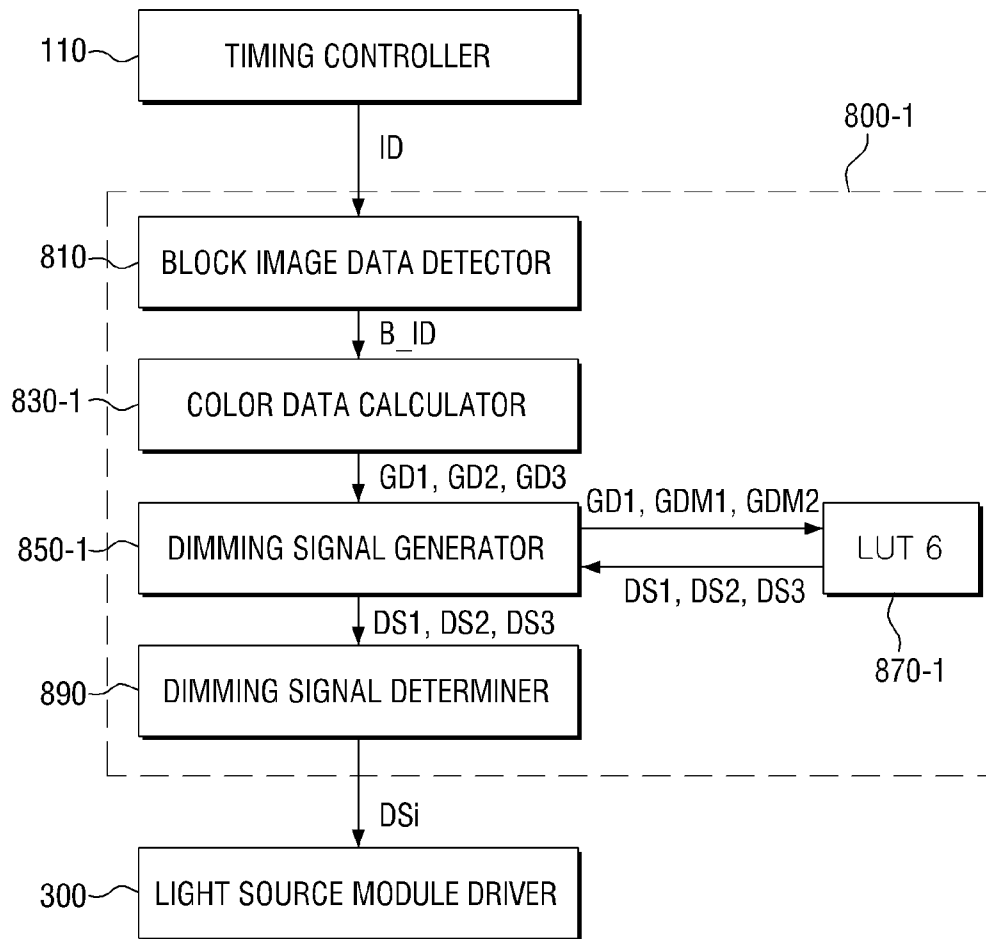 110
TIMING CONTROLLER
800-1
ID
810
BLOCK IMAGE DATA DETECTOR
B_ID
830-1
COLOR DATA CALCULATOR
GD1, GD2, GD3
GD1, GDM1, GDM2
850-1
DIMMING SIGNAL GENERATOR
LUT 6
DS1, DS2, DS3
DS1, DS2, DS3
870-1
890
DIMMING SIGNAL DETERMINER
DSi
300
LIGHT SOURCE MODULE DRIVER